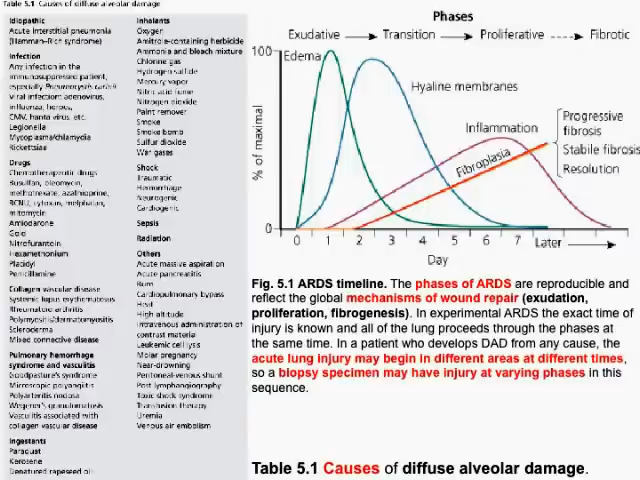 Table 5.1 Causes of diffuse alveolar damage
Idiopathic
Acute interstitial pneumonia
(Hamman-Rich syndrome)
Infection
Any infection in the
immunosuppressed patient,
especially Pneumocystis carinii
Viral infection: adenovirus,
influenza, herpes,
CMV, hanta virus, etc.
Legionella
Mycoplasma/chlamydia
Rickettsiae
Drugs
Chemotherapeutic drugs
busulfan, bleomycin,
methotrexate, azathioprine,
BCNU, cytoxan, melphalan,
mitomycin
Amiodarone
Gold
Nitrofurantoin
Hexamethonium
Placidyl
Penicillamine
Collagen vascular disease
Systemic lupus erythematosus
Rheumatoid arthritis
Polymyositis/dermatomyositis
Scleroderma
Mixed connective disease
Pulmonary hemorrhage
syndrome and vasculitis
Goodpasture's syndrome
Microscopic polyangiitis
Polyarteritis nodosa
Wegener's granulomatosis
Vasculitis associated with
collagen vascular disease
Ingestants
Paraquat
Kerosene
Denatured rapeseed oil
Inhalants
Oxygen
Amitrole-containing herbicide
Ammonia and bleach mixture
Chlorine gas
Hydrogen sulfide
Mercury vapor
Nitric acid fume
Nitrogen dioxide
Paint remover
Smoke
Smoke bomb
Sulfur dioxide
War gases
Shock
Traumatic
Hemorrhage
Neurogenic
Cardiogenic
Sepsis
Radiation
Others
Acute massive aspiration
Acute pancreatitis
Burn
Cardiopulmonary bypass
Heat
High altitude
Intravenous administration of
contrast material
Leukemic cell lysis
Molar pregnancy
Near-drowning
Peritoneal-venous shunt
Post lymphangiography
Toxic shock syndrome
Transfusion therapy
Uremia
Venous air embolism
Phases
Exudative Transition Proliferative Fibrotic
100
Edema
Hyaline membranes
Inflammation
Fibroplasia
Progressive
fibrosis
Stabile fibrosis
Resolution
% of maximal
0
0 1 2 3 4 5 6 7 Later
Day
Fig. 5.1 ARDS timeline. The phases of ARDS are reproducible and
reflect the global mechanisms of wound repair (exudation,
proliferation, fibrogenesis). In experimental ARDS the exact time of
injury is known and all of the lung proceeds through the phases at
the same time. In a patient who develops DAD from any cause, the
acute lung injury may begin in different areas at different times,
so a biopsy specimen may have injury at varying phases in this
sequence.
Table 5.1 Causes of diffuse alveolar damage.